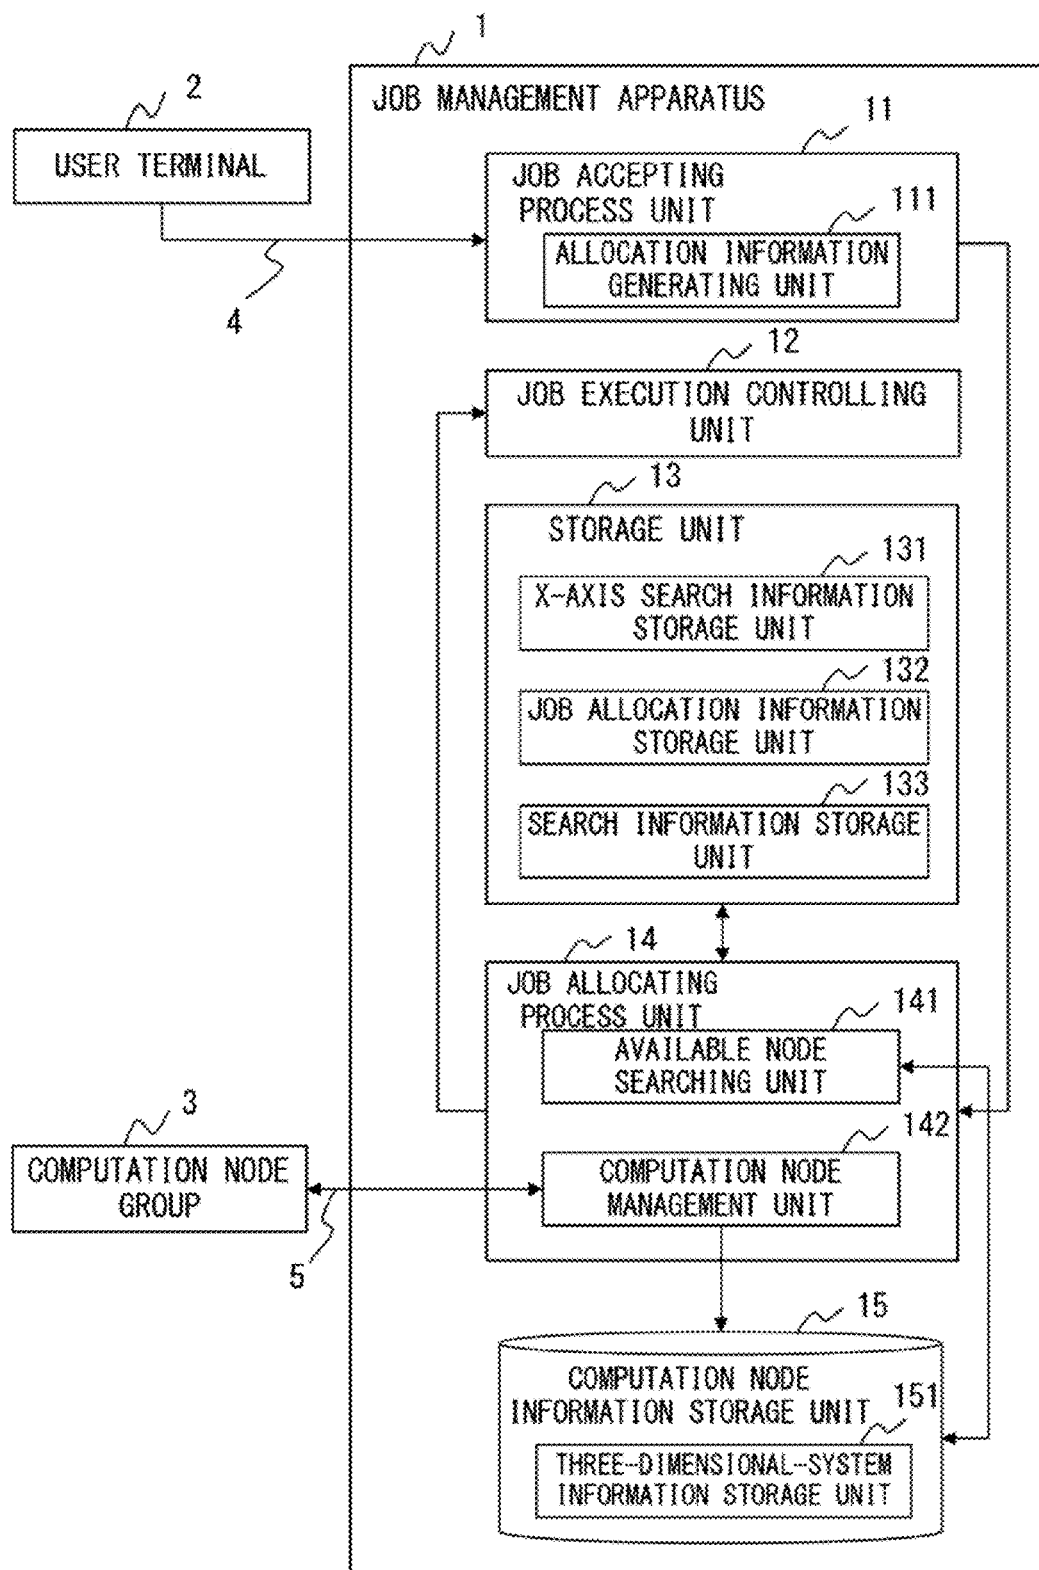 1
JOB MANAGEMENT APPARATUS
2
USER TERMINAL
11
JOB ACCEPTING
PROCESS UNIT
111
ALLOCATION INFORMATION
GENERATING UNIT
4
12
JOB EXECUTION CONTROLLING
UNIT
13
STORAGE UNIT
131
X-AXIS SEARCH INFORMATION
STORAGE UNIT
132
JOB ALLOCATION INFORMATION
STORAGE UNIT
133
SEARCH INFORMATION STORAGE
UNIT
14
JOB ALLOCATING
PROCESS UNIT
141
AVAILABLE NODE
SEARCHING UNIT
3
COMPUTATION NODE
GROUP
142
COMPUTATION NODE
MANAGEMENT UNIT
5
15
COMPUTATION NODE
INFORMATION STORAGE UNIT
151
THREE-DIMENSIONAL-SYSTEM
INFORMATION STORAGE UNIT